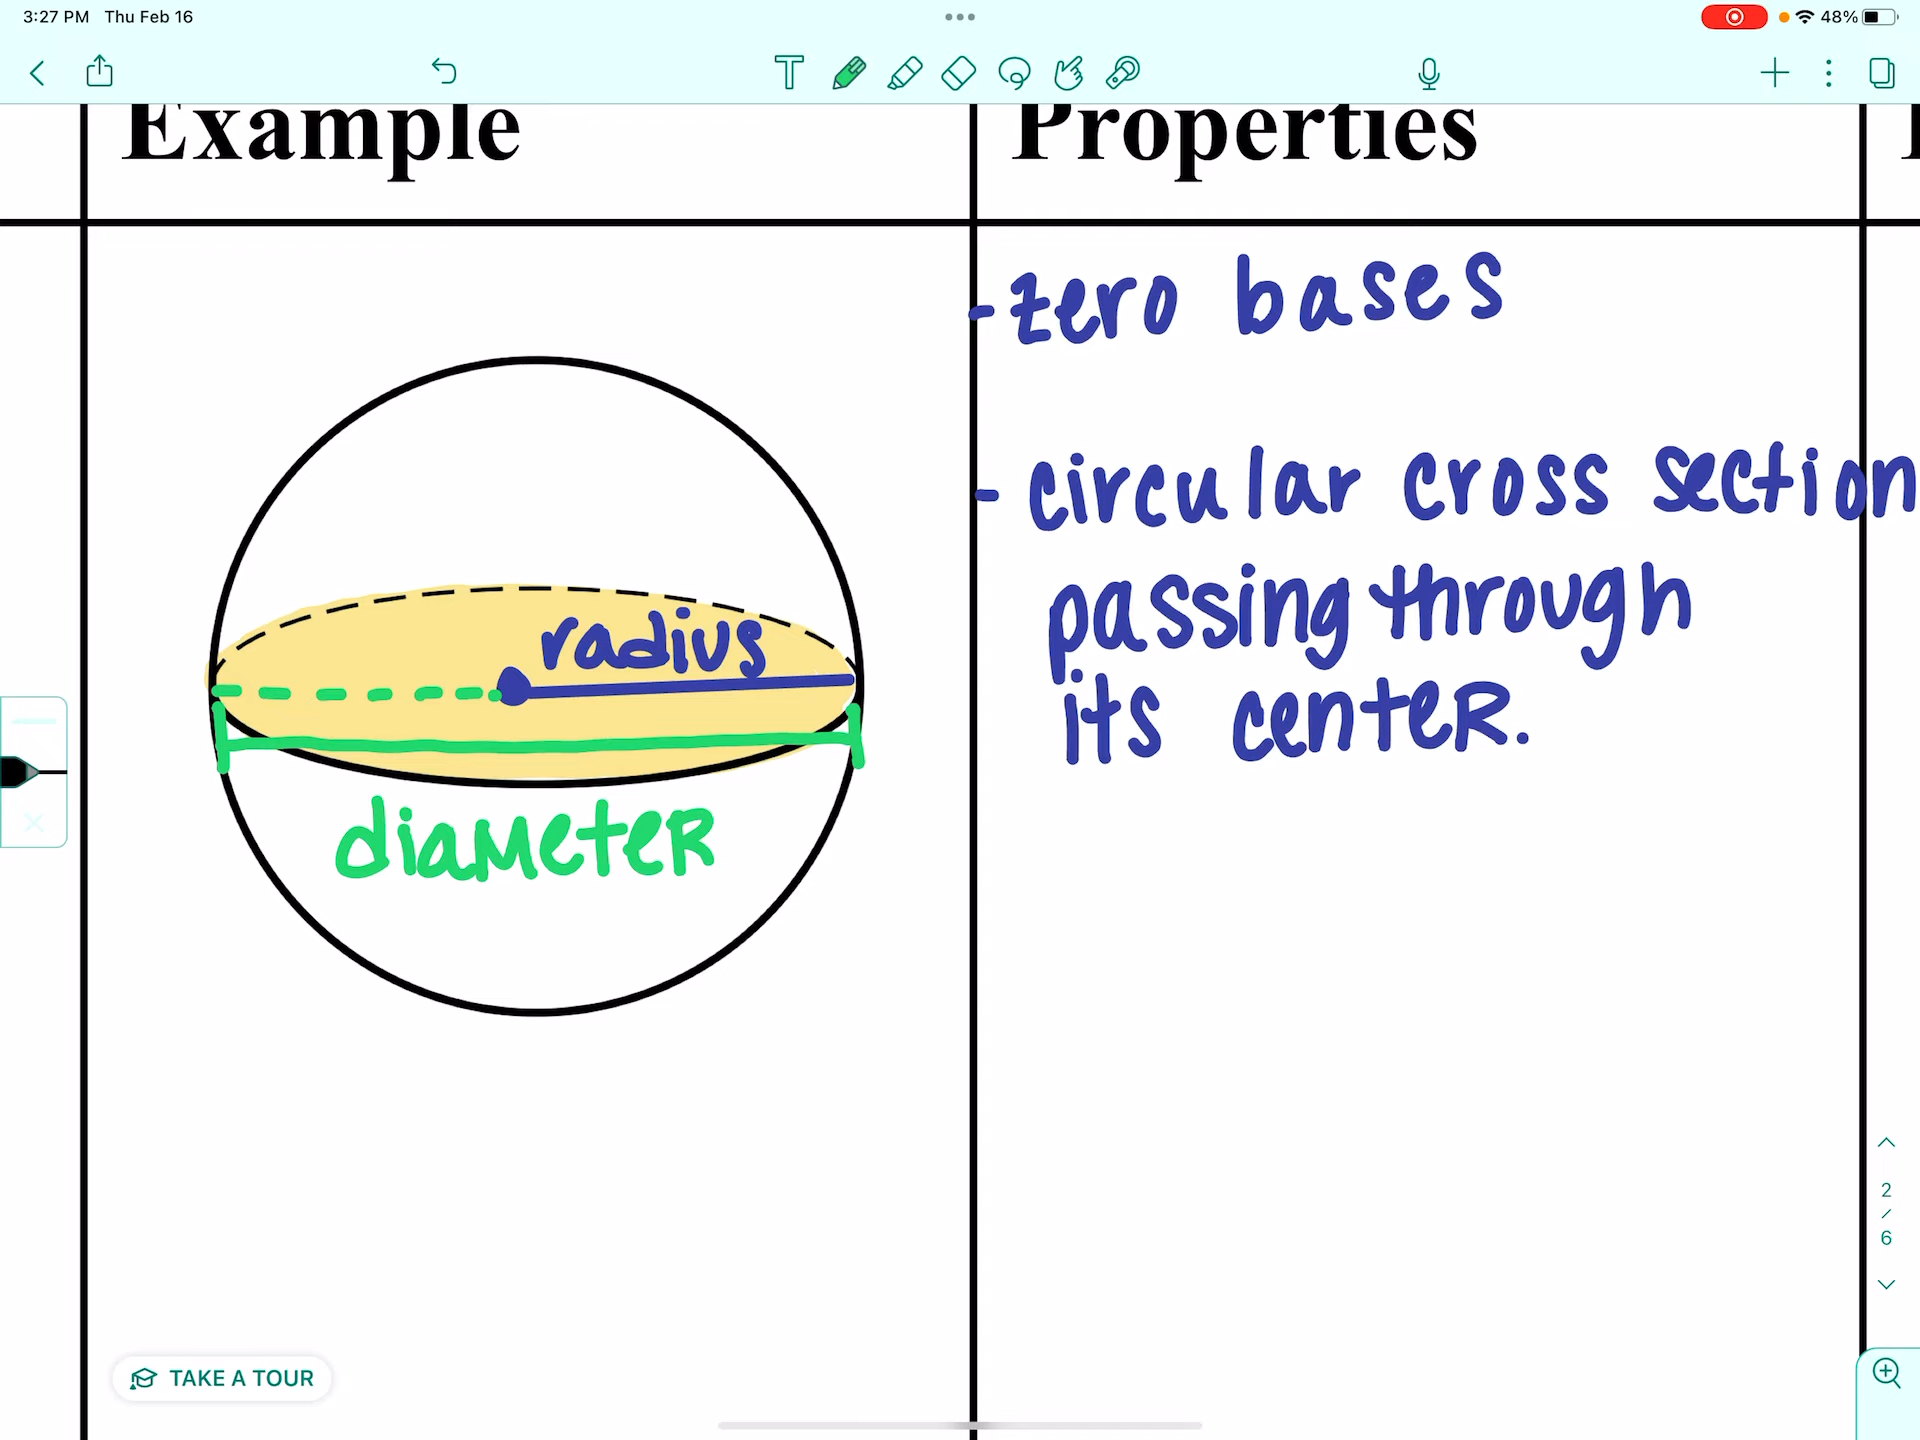 3:27 PM Thu Feb 16
48%
Example
Properties
-zero bases
- circular cross section
passing through
its center.
radius
diameter
2
/
6
TAKE A TOUR